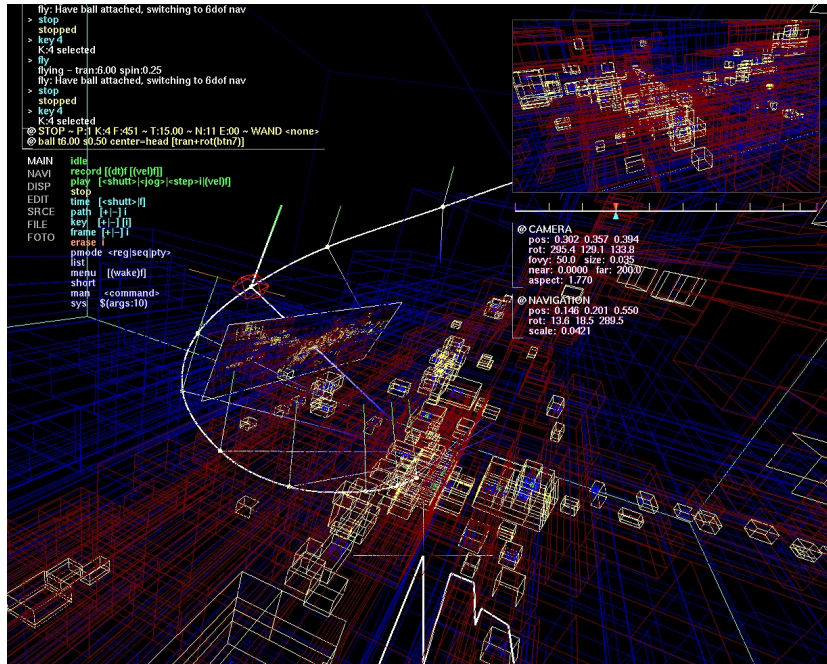 fly: Have ball attached, switching to 6dof nav
> stop
stopped
> key 4
K:4 selected
> fly
flying ~ tran:6.00 spin:0.25
fly: Have ball attached, switching to 6dof nav
> stop
stopped
> key 4
K:4 selected
@ STOP ~ P:1 K:4 F:451 ~ T:15.00 ~ N:11 E:00 ~ WAND <none>
@ ball t6.00 s0.50 center=head [tran+rot(btn7)]
MAIN idle
NAVI record [(dt)f [(vel)f]]
DISP play [<shutt>|<jog>|<step>i|(vel)f]
stop
EDIT time [<shutt>|f]
SRCE path [+|-] i
FILE key [+|-] [i]
FOTO frame [+|-] i
erase i
pmode <reg|seq|pty>
list
menu [(wake)f]
short
man <command>
sys $(args:10)
@ CAMERA
pos: 0.302 0.357 0.394
rot: 295.4 129.1 133.8
fovy: 50.0 size: 0.035
near: 0.0000 far: 200.0
aspect: 1.770
@ NAVIGATION
pos: 0.146 0.201 0.550
rot: 13.6 18.5 289.5
scale: 0.0421